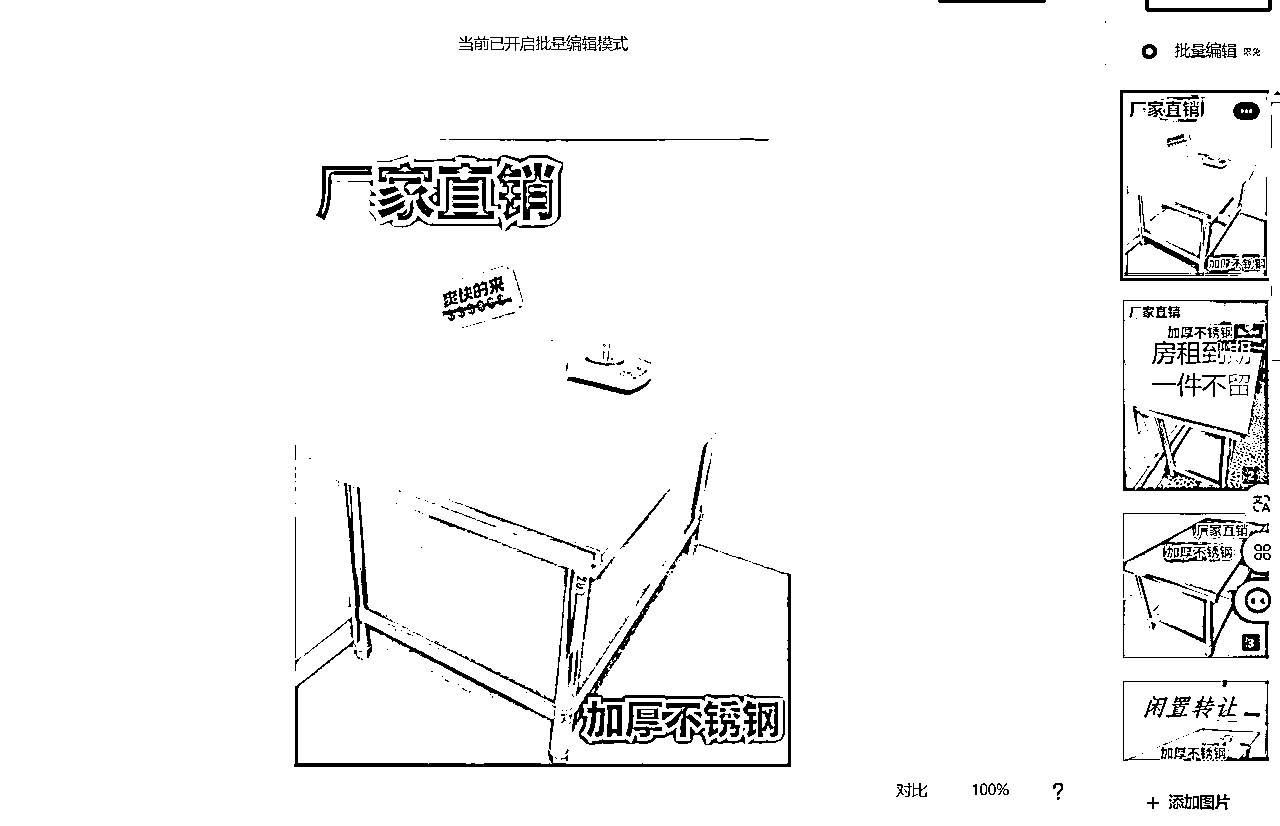 当前已开启批量编辑模式
厂家直销
爽快的来
加厚不锈钢
对比
100%
?
批量编辑
厂家直销
加厚不锈钢
厂家直销
加厚不锈钢
房租到期
一件不留
2
厂家直销
加厚不锈钢
3
闲置转让
加厚不锈钢
+ 添加图片